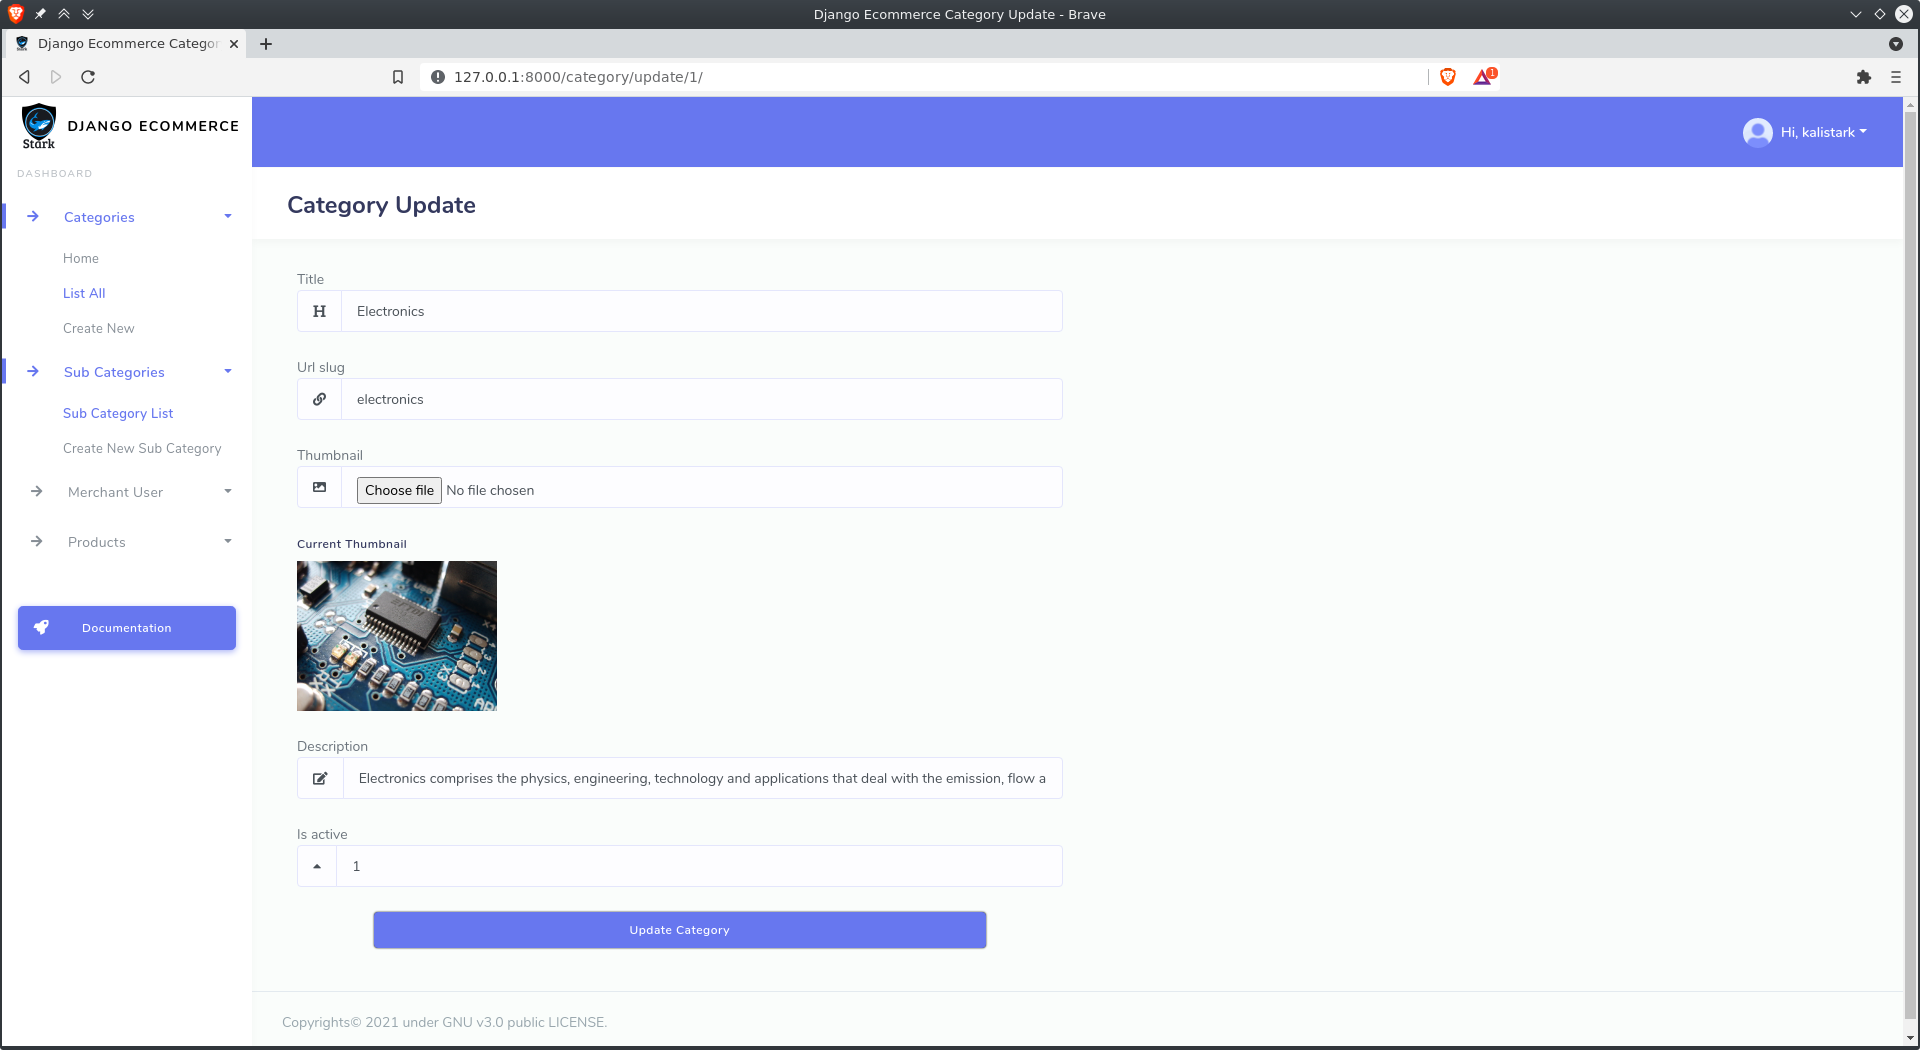 Django Ecommerce Category Update - Brave
Django Ecommerce Categor
127.0.0.1:8000/category/update/1/
1
Stark
DJANGO ECOMMERCE
Hi, kalistark
DASHBOARD
Categories
Home
List All
Create New
Sub Categories
Sub Category List
Create New Sub Category
Merchant User
Products
Documentation
Category Update
Title
H
Electronics
Url slug
electronics
Thumbnail
Choose file No file chosen
Current Thumbnail
Description
Electronics comprises the physics, engineering, technology and applications that deal with the emission, flow a
Is active
1
Update Category
Copyrights© 2021 under GNU v3.0 public LICENSE.